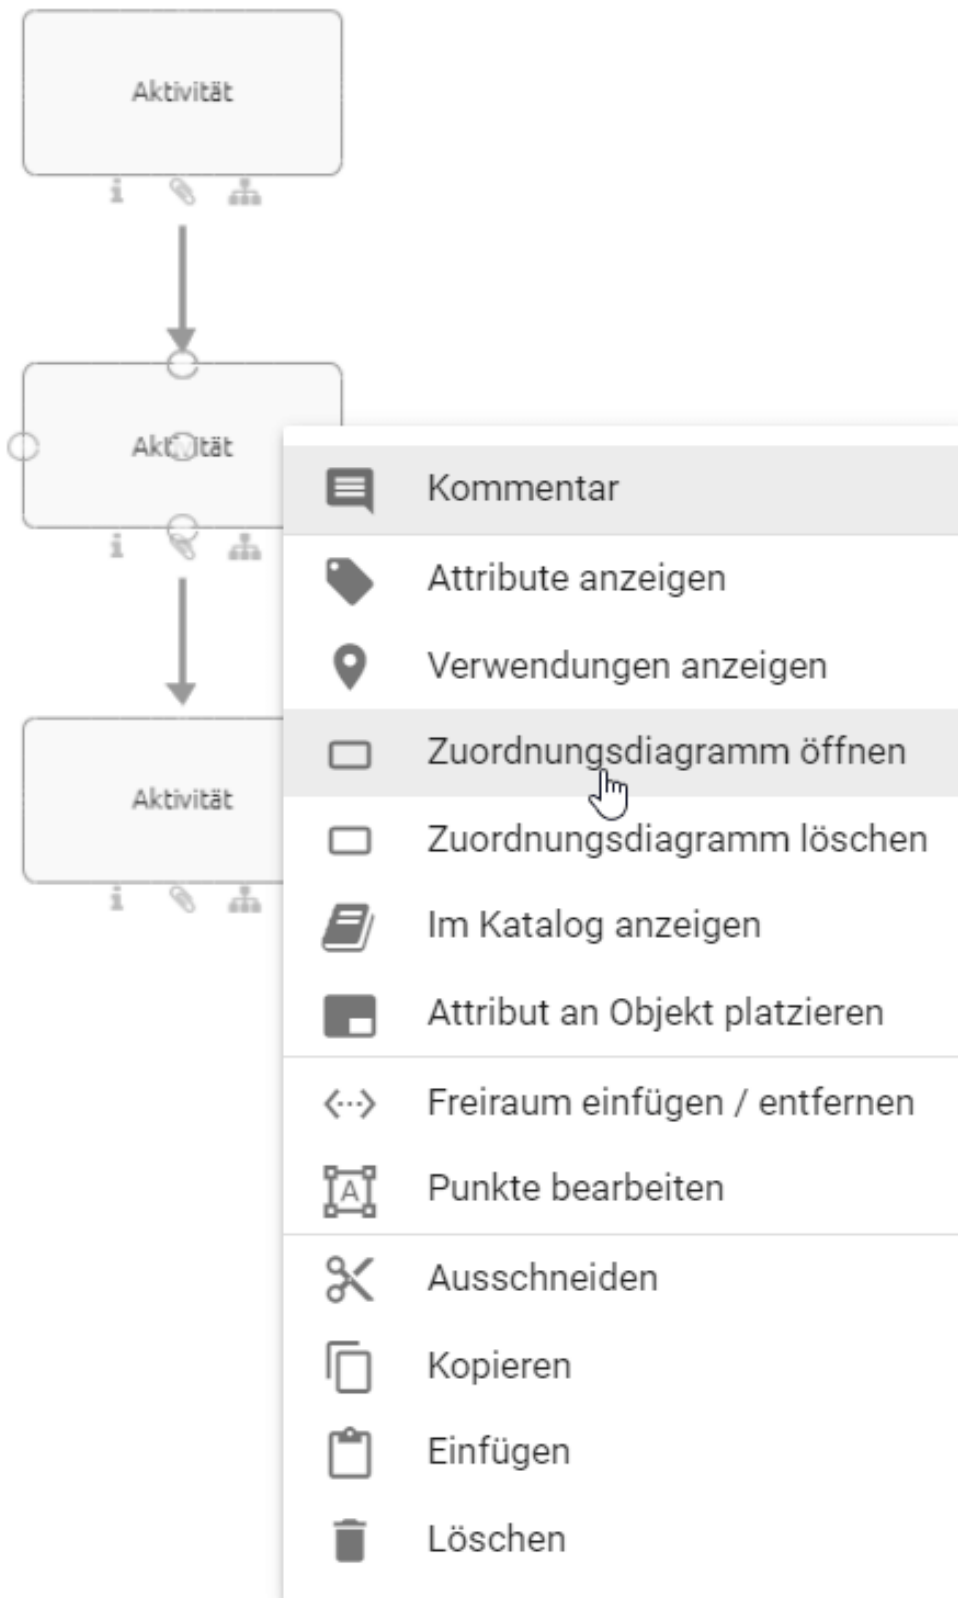 Aktivität
Aktivität
Kommentar
Attribute anzeigen
Verwendungen anzeigen
Zuordnungsdiagramm öffnen
Aktivität
Zuordnungsdiagramm löschen
Im Katalog anzeigen
Attribut an Objekt platzieren
Freiraum einfügen / entfernen
Punkte bearbeiten
Ausschneiden
Kopieren
Einfügen
Löschen